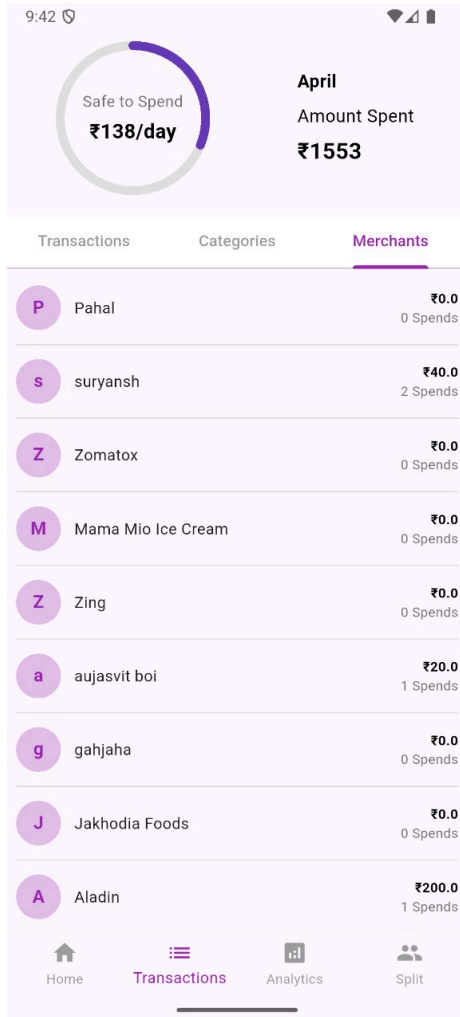 9:42
Safe to Spend
₹138/day
April
Amount Spent
₹1553
Transactions
Categories
Merchants
P
Pahal
₹0.0
0 Spends
s
suryansh
₹40.0
2 Spends
Z
Zomatox
₹0.0
0 Spends
M
Mama Mio Ice Cream
₹0.0
0 Spends
Z
Zing
₹0.0
0 Spends
a
aujasvit boi
₹20.0
1 Spends
g
gahjaha
₹0.0
0 Spends
J
Jakhodia Foods
₹0.0
0 Spends
A
Aladin
₹200.0
1 Spends
Home
Transactions
Analytics
Split